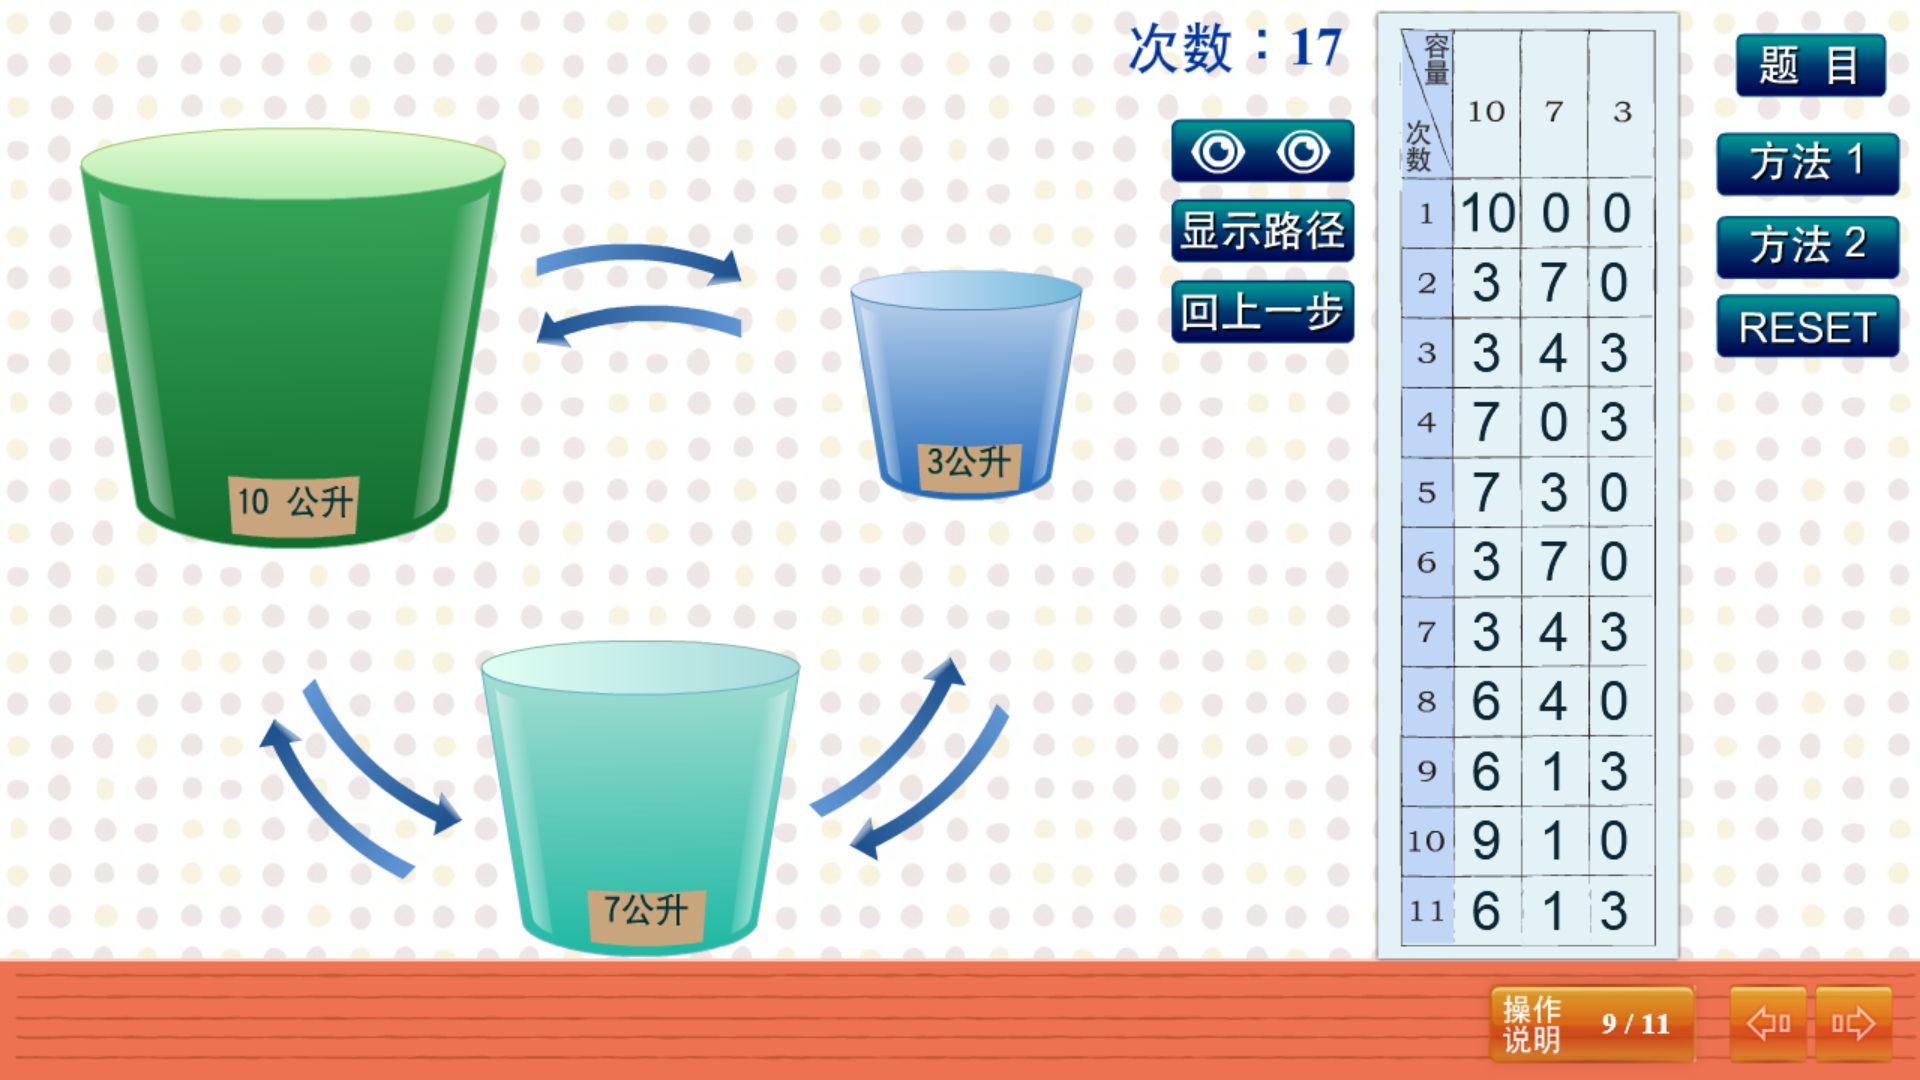 次数：17
显示路径
回上一步
10 公升
3公升
7公升
容量
次数
10 7 3
1 10 0 0
2 3 7 0
3 3 4 3
4 7 0 3
5 7 3 0
6 3 7 0
7 3 4 3
8 6 4 0
9 6 1 3
10 9 1 0
11 6 1 3
题 目
方法 1
方法 2
RESET
操作
说明
9 / 11